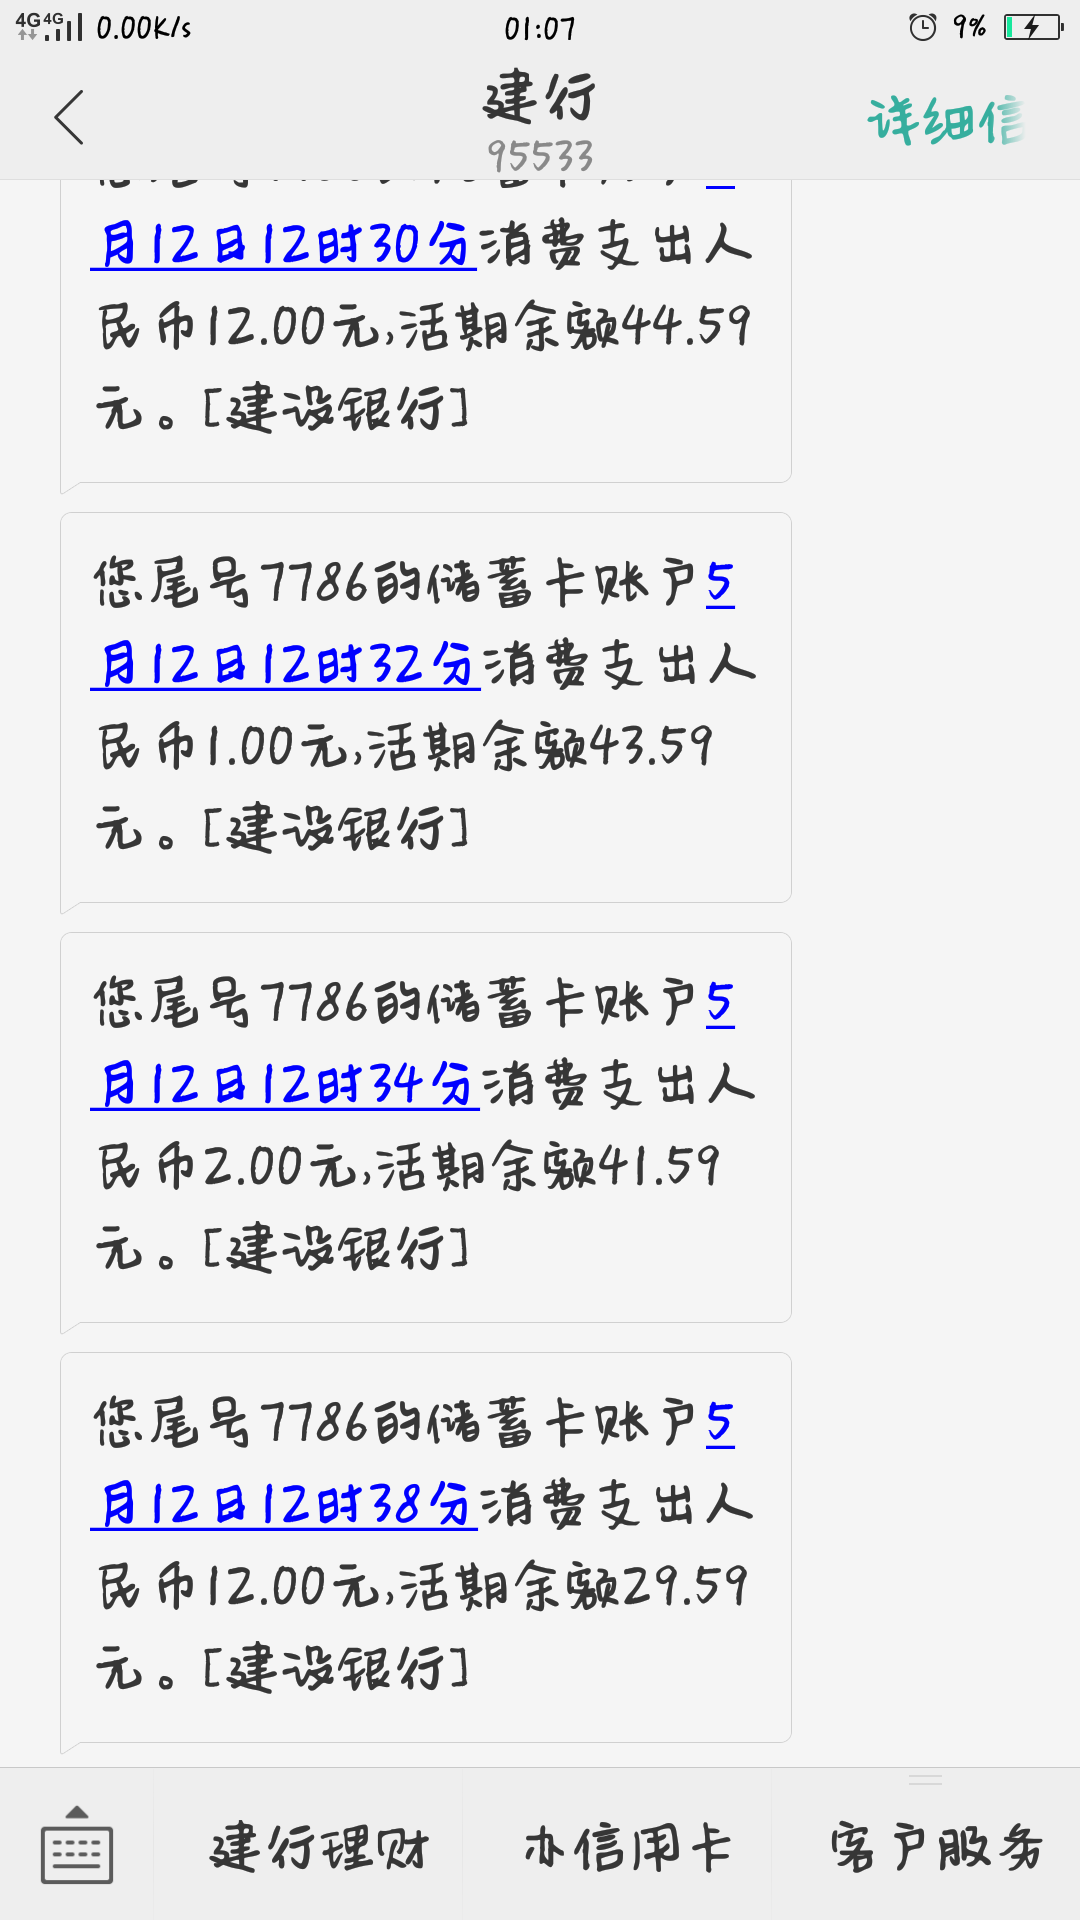 4G 4G 0.00K/s 01:07 9%
建行
95533
详细信
月12日12时30分消费支出人
民币12.00元,活期余额44.59
元。[建设银行]
您尾号7786的储蓄卡账户5
月12日12时32分消费支出人
民币1.00元,活期余额43.59
元。[建设银行]
您尾号7786的储蓄卡账户5
月12日12时34分消费支出人
民币2.00元,活期余额41.59
元。[建设银行]
您尾号7786的储蓄卡账户5
月12日12时38分消费支出人
民币12.00元,活期余额29.59
元。[建设银行]
建行理财 办信用卡 客户服务